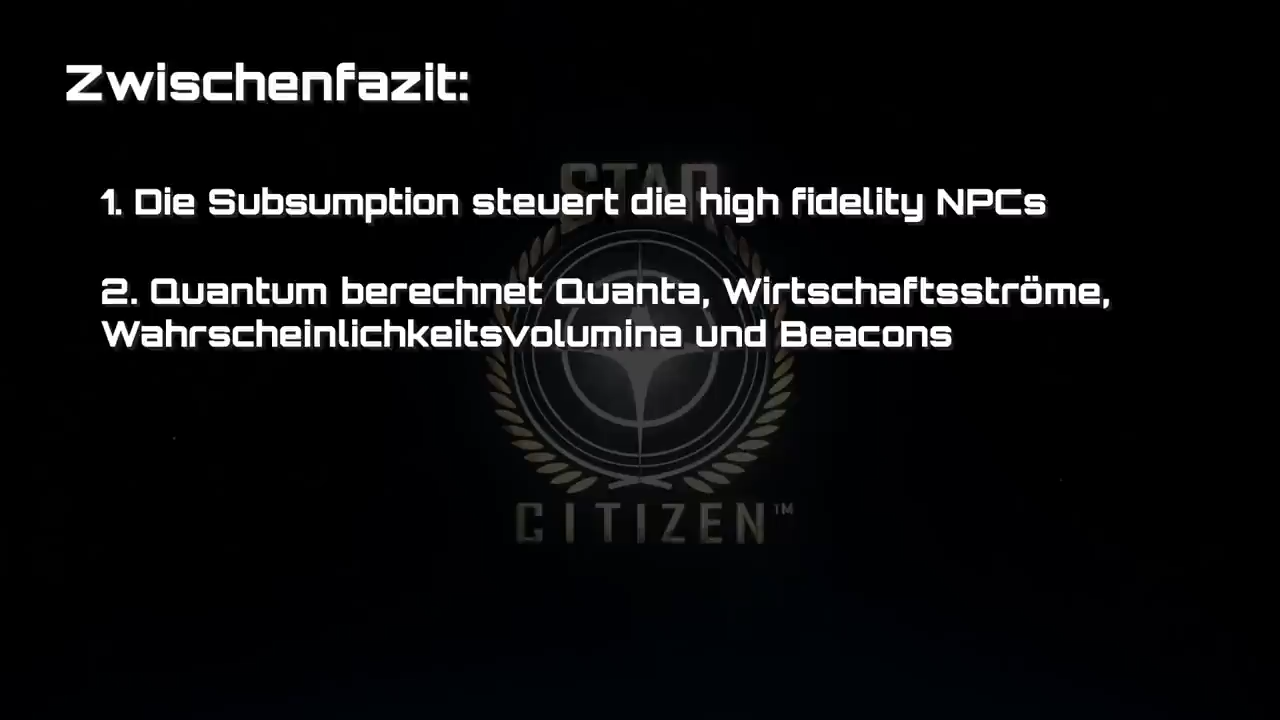 Zwischenfazit:
1. Die Subsumption steuert die high fidelity NPCs
2. Quantum berechnet Quanta, Wirtschaftsströme,
Wahrscheinlichkeitsvolumina und Beacons
STAR
CITIZEN™